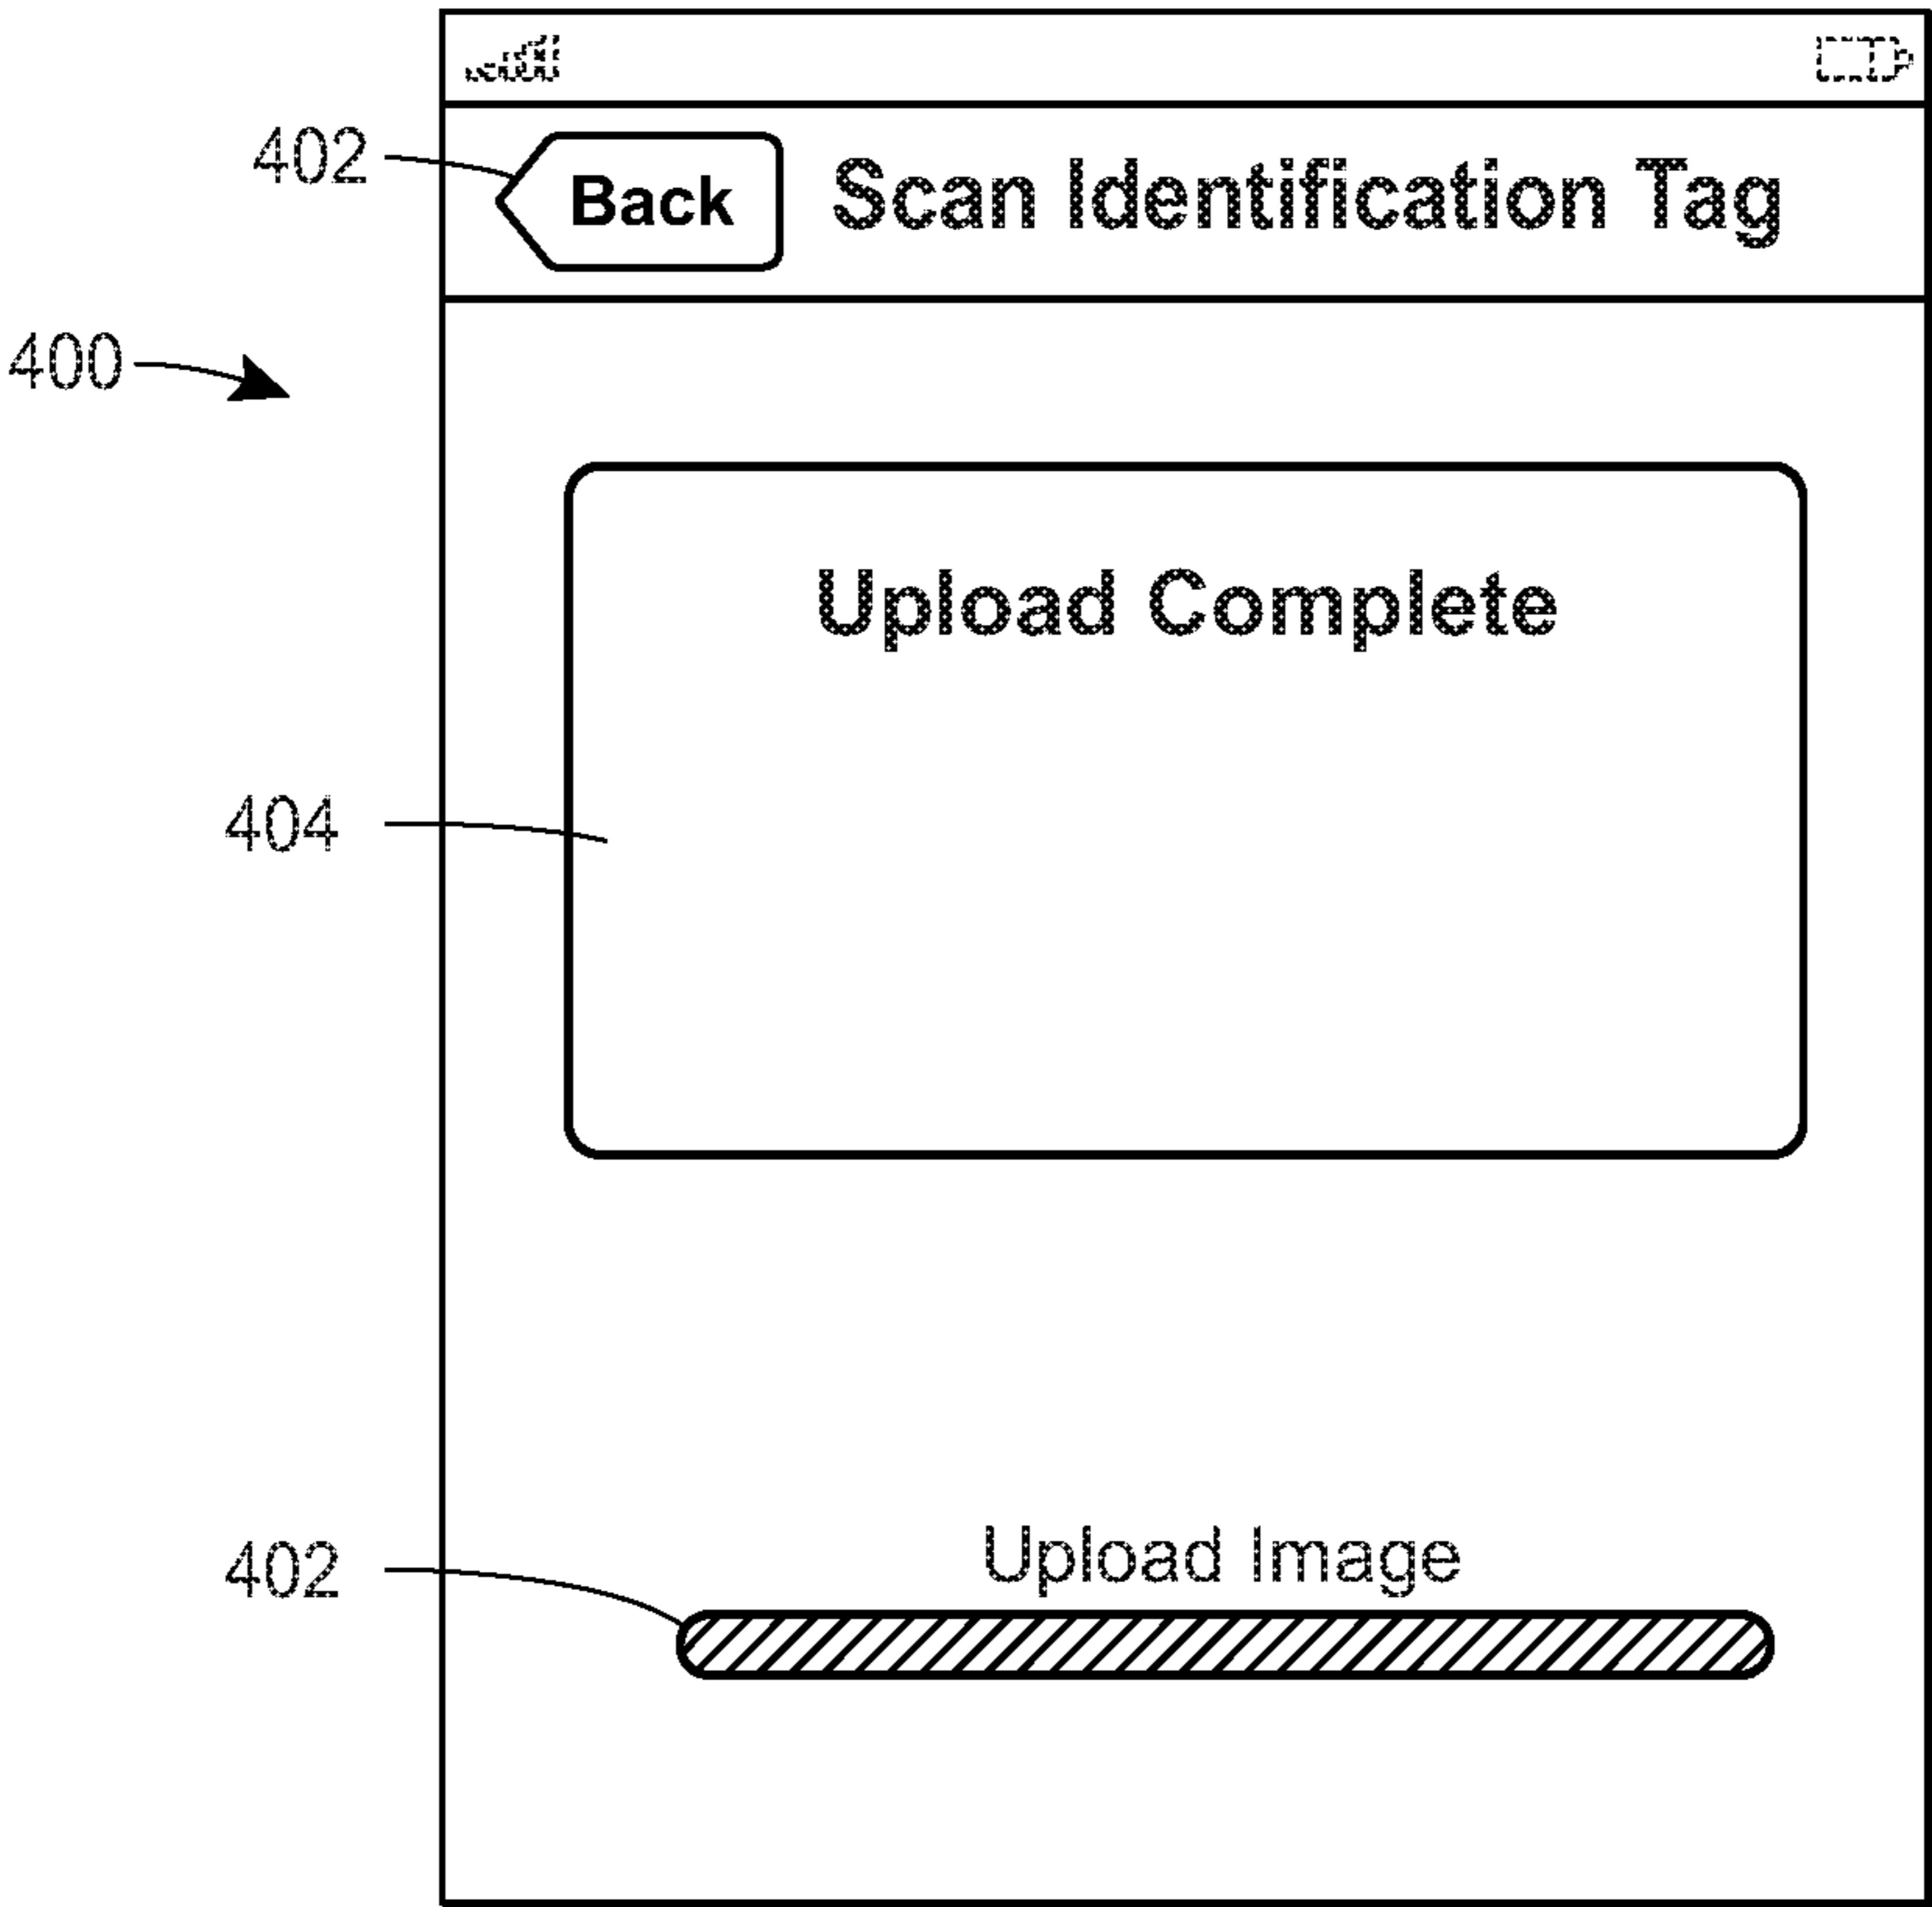 402
Back
Scan Identification Tag
400
Upload Complete
404
Upload Image
402